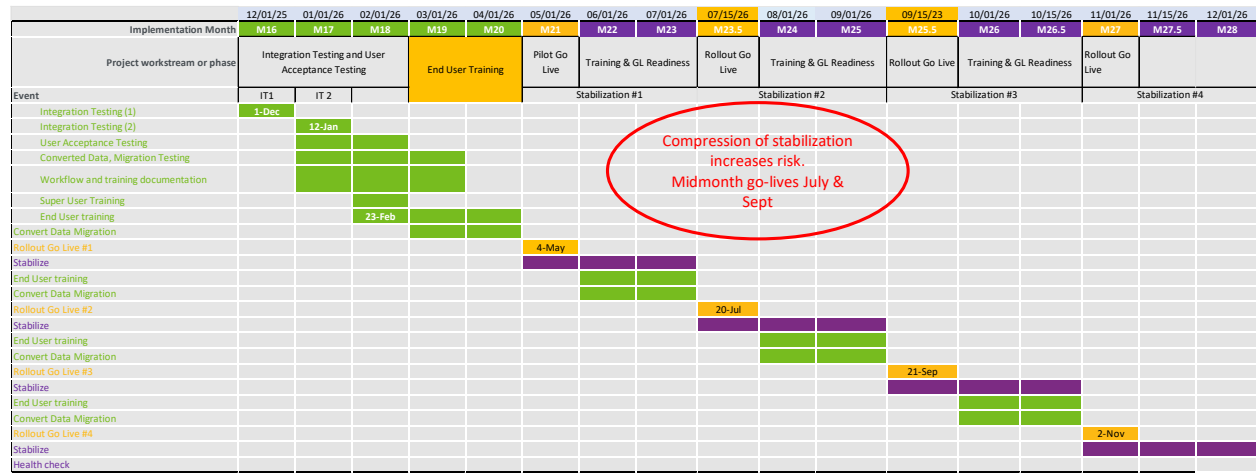 12/01/25 01/01/26 02/01/26 03/01/26 04/01/26 05/01/26 06/01/26 07/01/26 07/15/26 08/01/26 09/01/26 09/15/23 10/01/26 10/15/26 11/01/26 11/15/26 12/01/26
Implementation Month M16 M17 M18 M19 M20 M21 M22 M23 M23.5 M24 M25 M25.5 M26 M26.5 M27 M27.5 M28
Project workstream or phase
Integration Testing and User
Acceptance Testing
End User Training
Pilot Go
Live
Training & GL Readiness
Rollout Go
Live
Training & GL Readiness
Rollout Go Live
Training & GL Readiness
Rollout Go
Live
Event IT1 IT 2 Stabilization #1 Stabilization #2 Stabilization #3 Stabilization #4
Integration Testing (1) 1-Dec
Integration Testing (2) 12-Jan
User Acceptance Testing
Converted Data, Migration Testing
Workflow and training documentation
Super User Training
End User training 23-Feb
Convert Data Migration
Compression of stabilization
increases risk.
Midmonth go-lives July &
Sept
Rollout Go Live #1 4-May
Stabilize
End User training
Convert Data Migration
Rollout Go Live #2 20-Jul
Stabilize
End User training
Convert Data Migration
Rollout Go Live #3 21-Sep
Stabilize
End User training
Convert Data Migration
Rollout Go Live #4 2-Nov
Stabilize
Health check